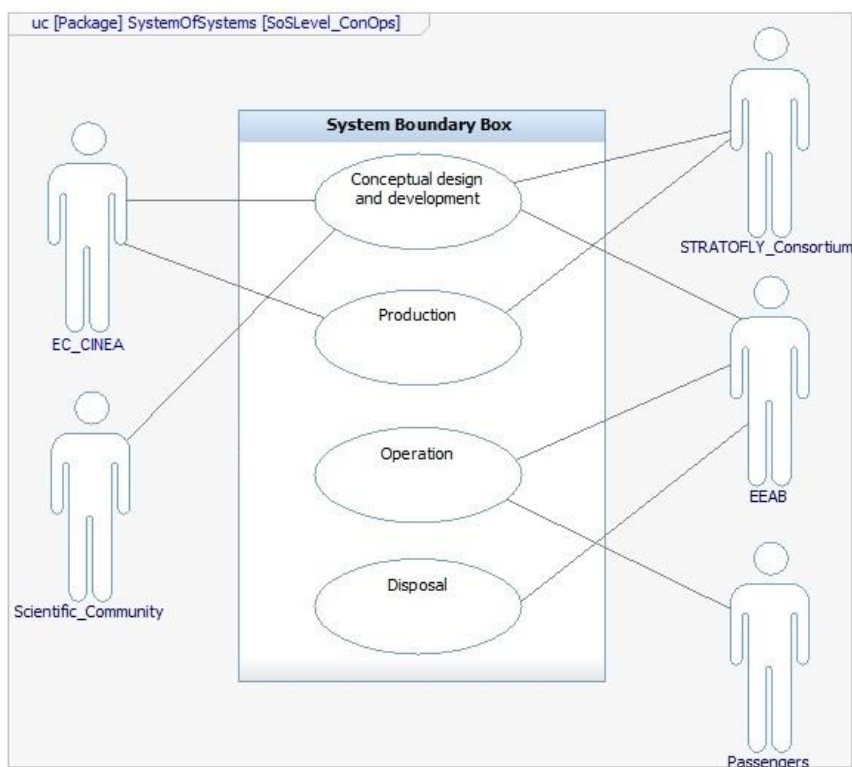 uc [Package] SystemOfSystems [SoSLevel_ConOps]
System Boundary Box
Conceptual design
and development
STRATOFLY_Consortium
Production
EC_CINEA
Operation
EEAB
Disposal
Scientific_Community
Passengers